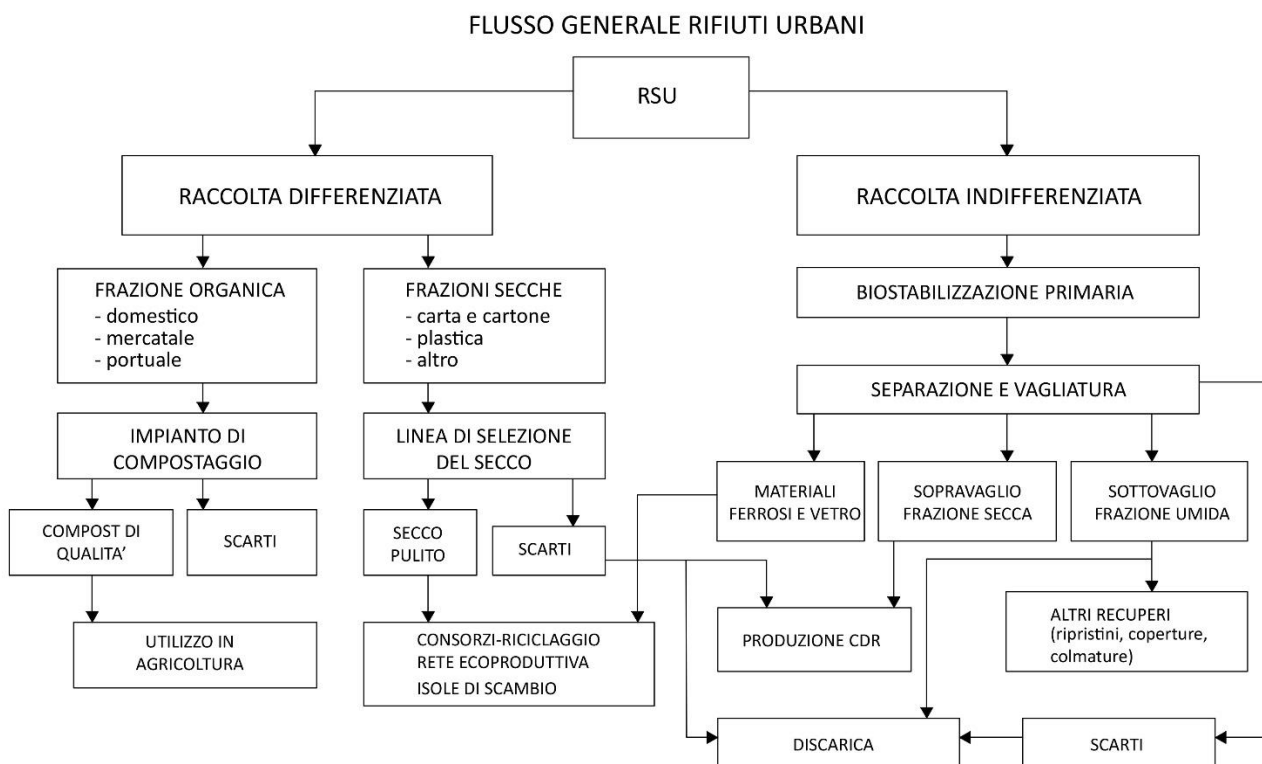 FLUSSO GENERALE RIFIUTI URBANI
RSU
RACCOLTA DIFFERENZIATA
RACCOLTA INDIFFERENZIATA
FRAZIONE ORGANICA
- domestico
- mercatale
- portuale
FRAZIONI SECCHE
- carta e cartone
- plastica
- altro
BIOSTABILIZZAZIONE PRIMARIA
SEPARAZIONE E VAGLIATURA
IMPIANTO DI
COMPOSTAGGIO
LINEA DI SELEZIONE
DEL SECCO
MATERIALI
FERROSI E VETRO
SOPRAVAGLIO
FRAZIONE SECCA
SOTTOVAGLIO
FRAZIONE UMIDA
COMPOST DI
QUALITA’
SCARTI
SECCO
PULITO
SCARTI
UTILIZZO IN
AGRICOLTURA
CONSORZI-RICICLAGGIO
RETE ECOPRODUTTIVA
ISOLE DI SCAMBIO
PRODUZIONE CDR
ALTRI RECUPERI
(ripristini, coperture,
colmature)
DISCARICA
SCARTI